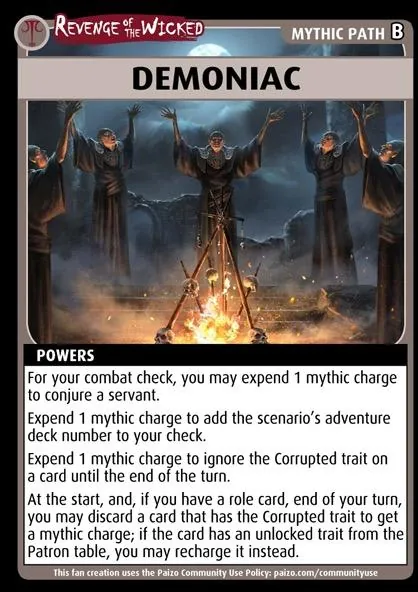 REVENGE OF THE WICKED
MYTHIC PATH B
DEMONIAC
POWERS
For your combat check, you may expend 1 mythic charge
to conjure a servant.
Expend 1 mythic charge to add the scenario's adventure
deck number to your check.
Expend 1 mythic charge to ignore the Corrupted trait on
a card until the end of the turn.
At the start, and, if you have a role card, end of your turn,
you may discard a card that has the Corrupted trait to get
a mythic charge; if the card has an unlocked trait from the
Patron table, you may recharge it instead.
This fan creation uses the Paizo Community Use Policy: paizo.com/communityuse